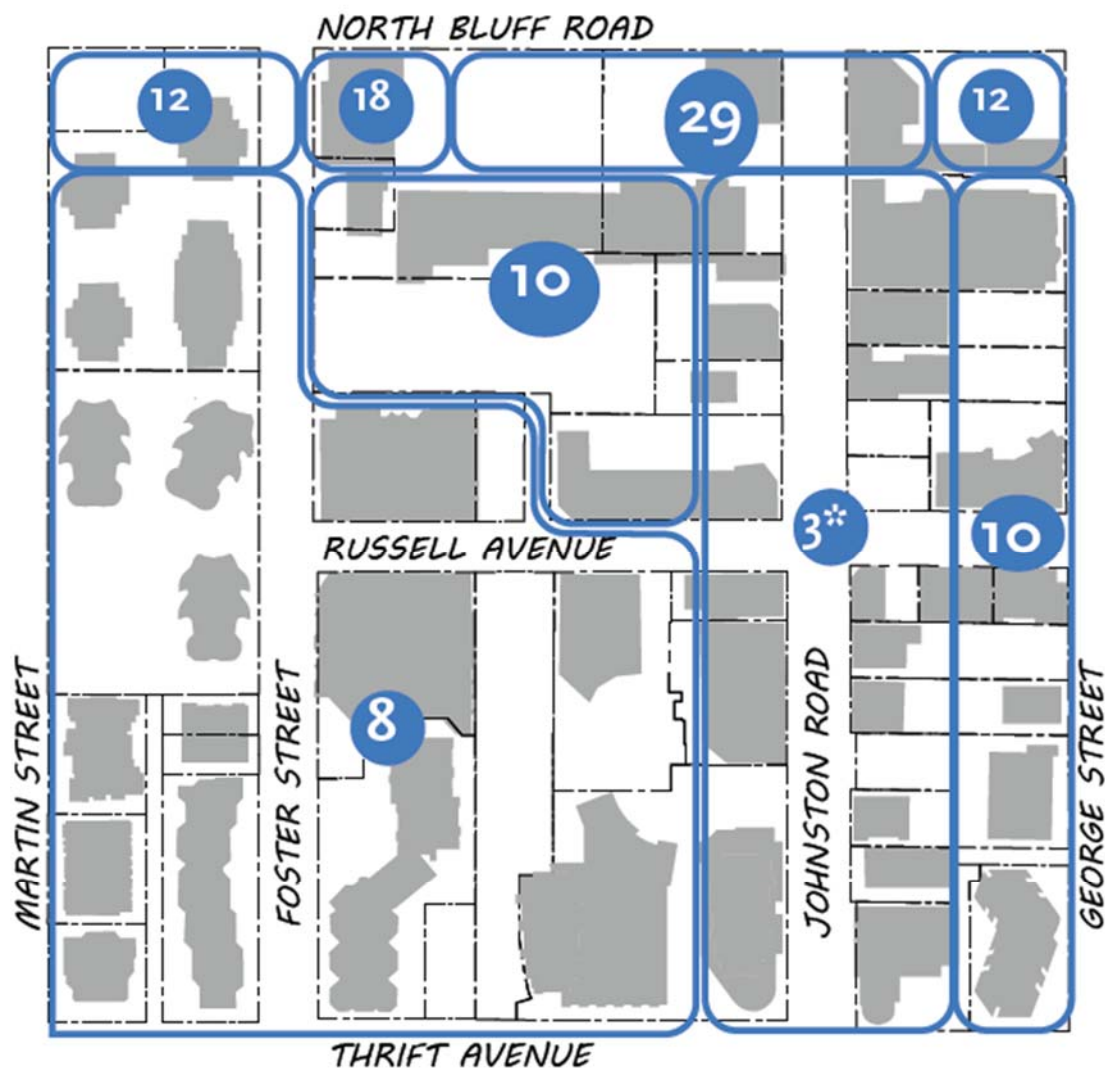 NORTH BLUFF ROAD
12
18
29
12
10
3*
10
RUSSELL AVENUE
8
MARTIN STREET
FOSTER STREET
JOHNSTON ROAD
GEORGE STREET
THRIFT AVENUE